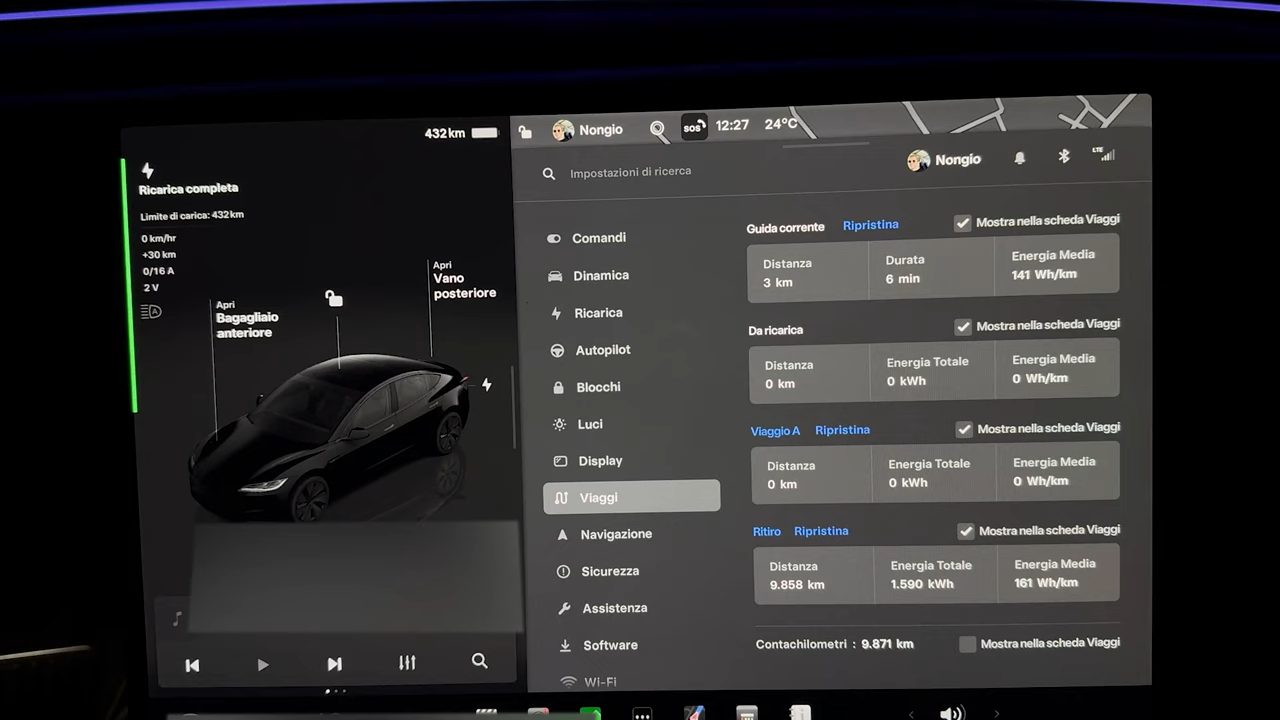 432 km
Ricarica completa
Limite di carica: 432 km
0 km/hr
+30 km
0/16 A
2 V
A
Apri
Bagagliaio
anteriore
Apri
Vano
posteriore
Nongio
SOS
12:27
24°C
Impostazioni di ricerca
Nongio
LTE
Comandi
Dinamica
Ricarica
Autopilot
Blocchi
Luci
Display
Viaggi
Navigazione
Sicurezza
Assistenza
Software
Wi-Fi
Guida corrente Ripristina Mostra nella scheda Viaggi
Distanza Durata Energia Media
3 km 6 min 141 Wh/km
Da ricarica Mostra nella scheda Viaggi
Distanza Energia Totale Energia Media
0 km 0 kWh 0 Wh/km
Viaggio A Ripristina Mostra nella scheda Viaggi
Distanza Energia Totale Energia Media
0 km 0 kWh 0 Wh/km
Ritiro Ripristina Mostra nella scheda Viaggi
Distanza Energia Totale Energia Media
9.858 km 1.590 kWh 161 Wh/km
Contachilometri : 9.871 km Mostra nella scheda Viaggi